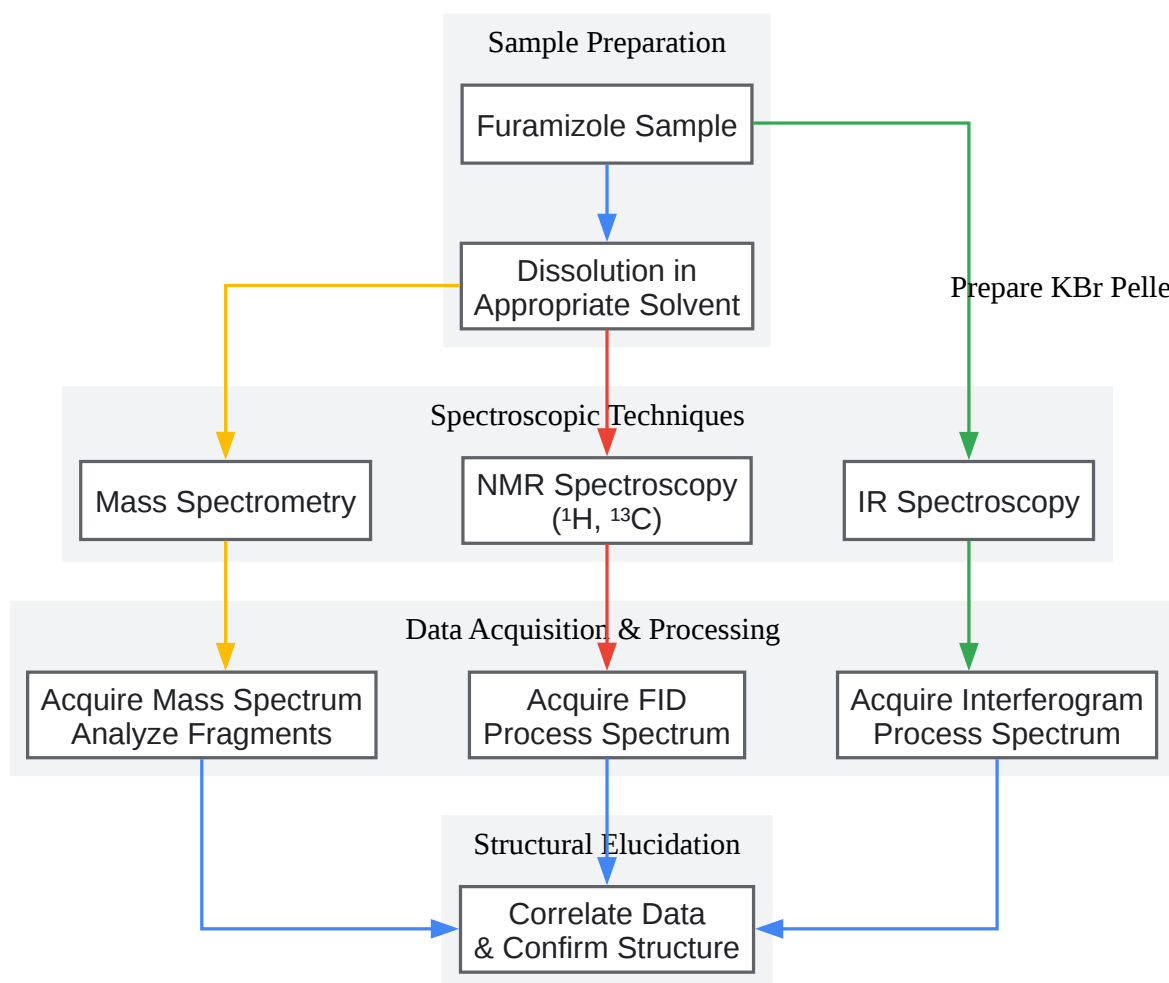 Sample Preparation
Furamizole Sample
Dissolution in
Appropriate Solvent
Prepare KBr Pelle
Spectroscopic Techniques
Mass Spectrometry
NMR Spectroscopy
(¹H, ¹³C)
IR Spectroscopy
Data Acquisition & Processing
Acquire Mass Spectrum
Analyze Fragments
Acquire FID
Process Spectrum
Acquire Interferogram
Process Spectrum
Structural Elucidation
Correlate Data
& Confirm Structure